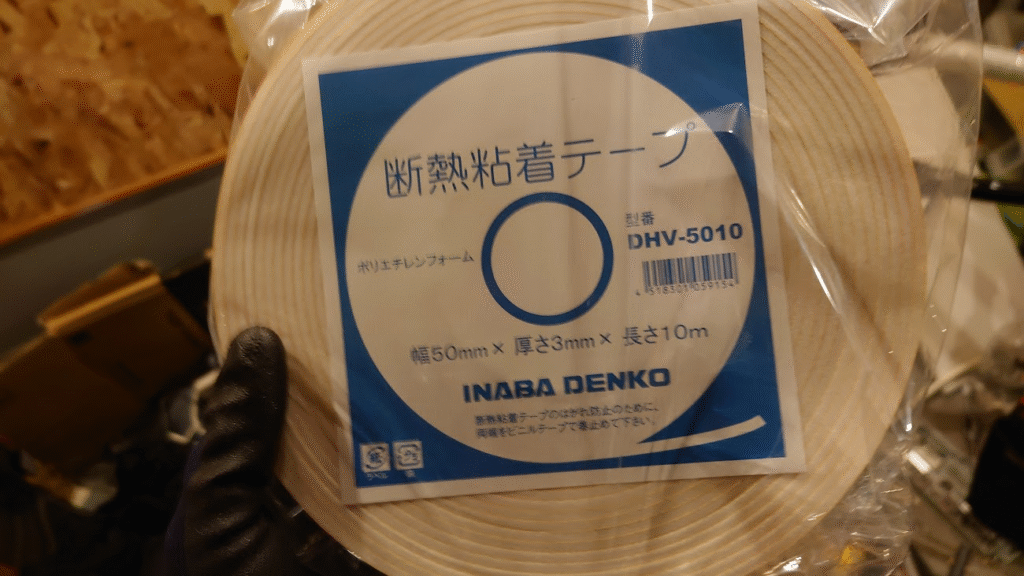 断熱粘着テープ
型番
DHV-5010
ポリエチレンフォーム
幅50mm× 厚さ3mm× 長さ10m
INABA DENKO
断熱粘着テープのはがれ防止のために、
両端をビニルテープで巻止めて下さい。